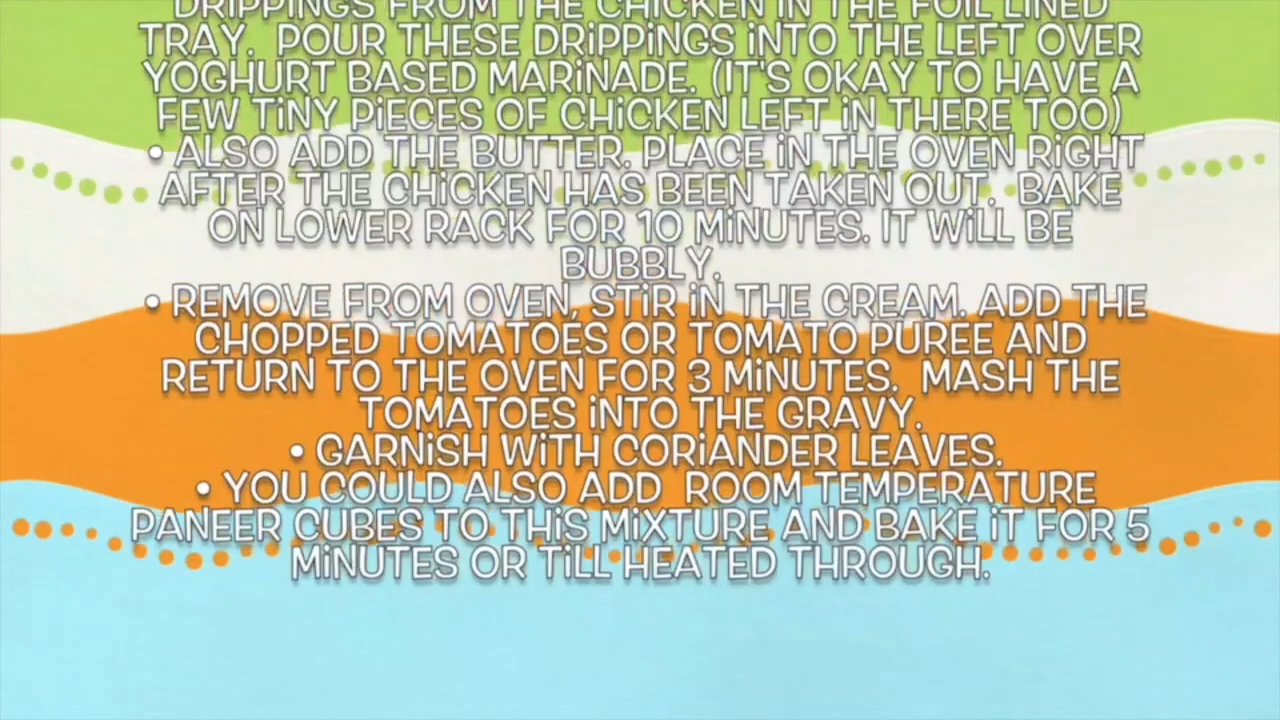 DRIPPINGS FROM THE CHICKEN IN THE FOIL LINED
TRAY. POUR THESE DRiPPiNGS iNTO THE LEFT OVER
YOGHURT BASED MARiNADE. (IT'S OKAY TO HAVE A
FEW TiNY PiECES OF CHiCKEN LEFT iN THERE TOO)
• ALSO ADD THE BUTTER. PLACE iN THE OVEN RiGHT
AFTER THE CHiCKEN HAS BEEN TAKEN OUT. BAKE
ON LOWER RACK FOR 10 MiNUTES. IT WiLL BE
BUBBLY.
• REMOVE FROM OVEN, STiR iN THE CREAM. ADD THE
CHOPPED TOMATOES OR TOMATO PUREE AND
RETURN TO THE OVEN FOR 3 MiNUTES. MASH THE
TOMATOES iNTO THE GRAVY.
• GARNiSH WiTH CORiANDER LEAVES.
• YOU COULD ALSO ADD ROOM TEMPERATURE
PANEER CUBES TO THiS MiXTURE AND BAKE iT FOR 5
MiNUTES OR TiLL HEATED THROUGH.